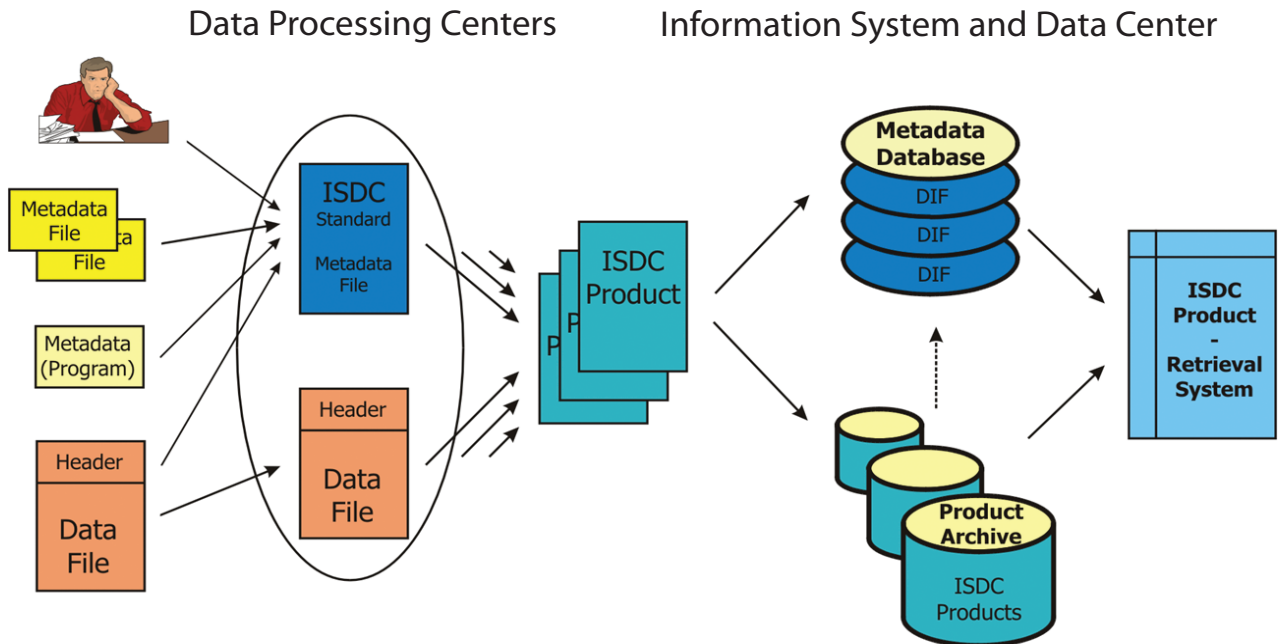 Data Processing Centers
Information System and Data Center
Metadata
File
ta
File
Metadata
(Program)
Header
Data
File
ISDC
Standard
Metadata
File
Header
Data
File
ISDC
Product
P
P
Metadata
Database
DIF
DIF
DIF
Product
Archive
ISDC
Products
ISDC
Product
-
Retrieval
System